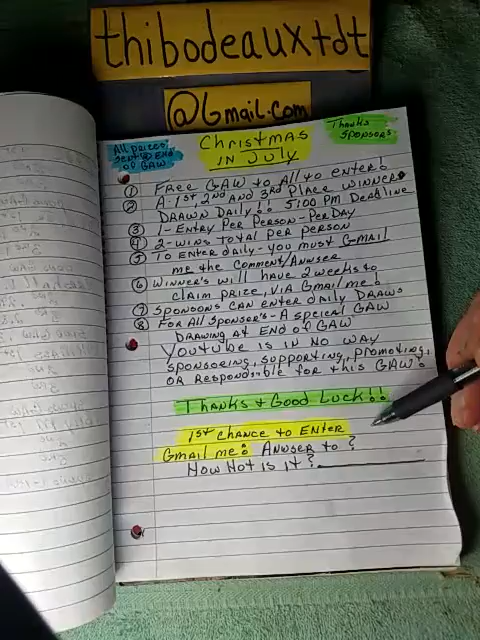 thibodeauxtdt
@Gmail.com
All prizes
sent @ End
of GAW
Christmas
IN July
Thanks
Sponsors
① FREE GAW to All to enter!
② A 1st 2nd AND 3rd Place WINNER
DRAWN Daily!! 5:00 PM Deadline
③ 1-Entry Per Person-Per Day
④ 2-wins total per person
⑤ To enter daily-you must Gmail
me the comment/Anwser
⑥ Winner's will have 2 weeks to
claim prize, via Gmail me!
⑦ Sponsors can enter daily Draws
⑧ For All Sponser's-A special GAW
Drawing at End of GAW
Youtube is in no way
sponsoring, supporting, promoting,
or responsible for this GAW!
Thanks + Good Luck!!
1st chance to Enter
Gmail me! Anwser to ?
How Hot is it?